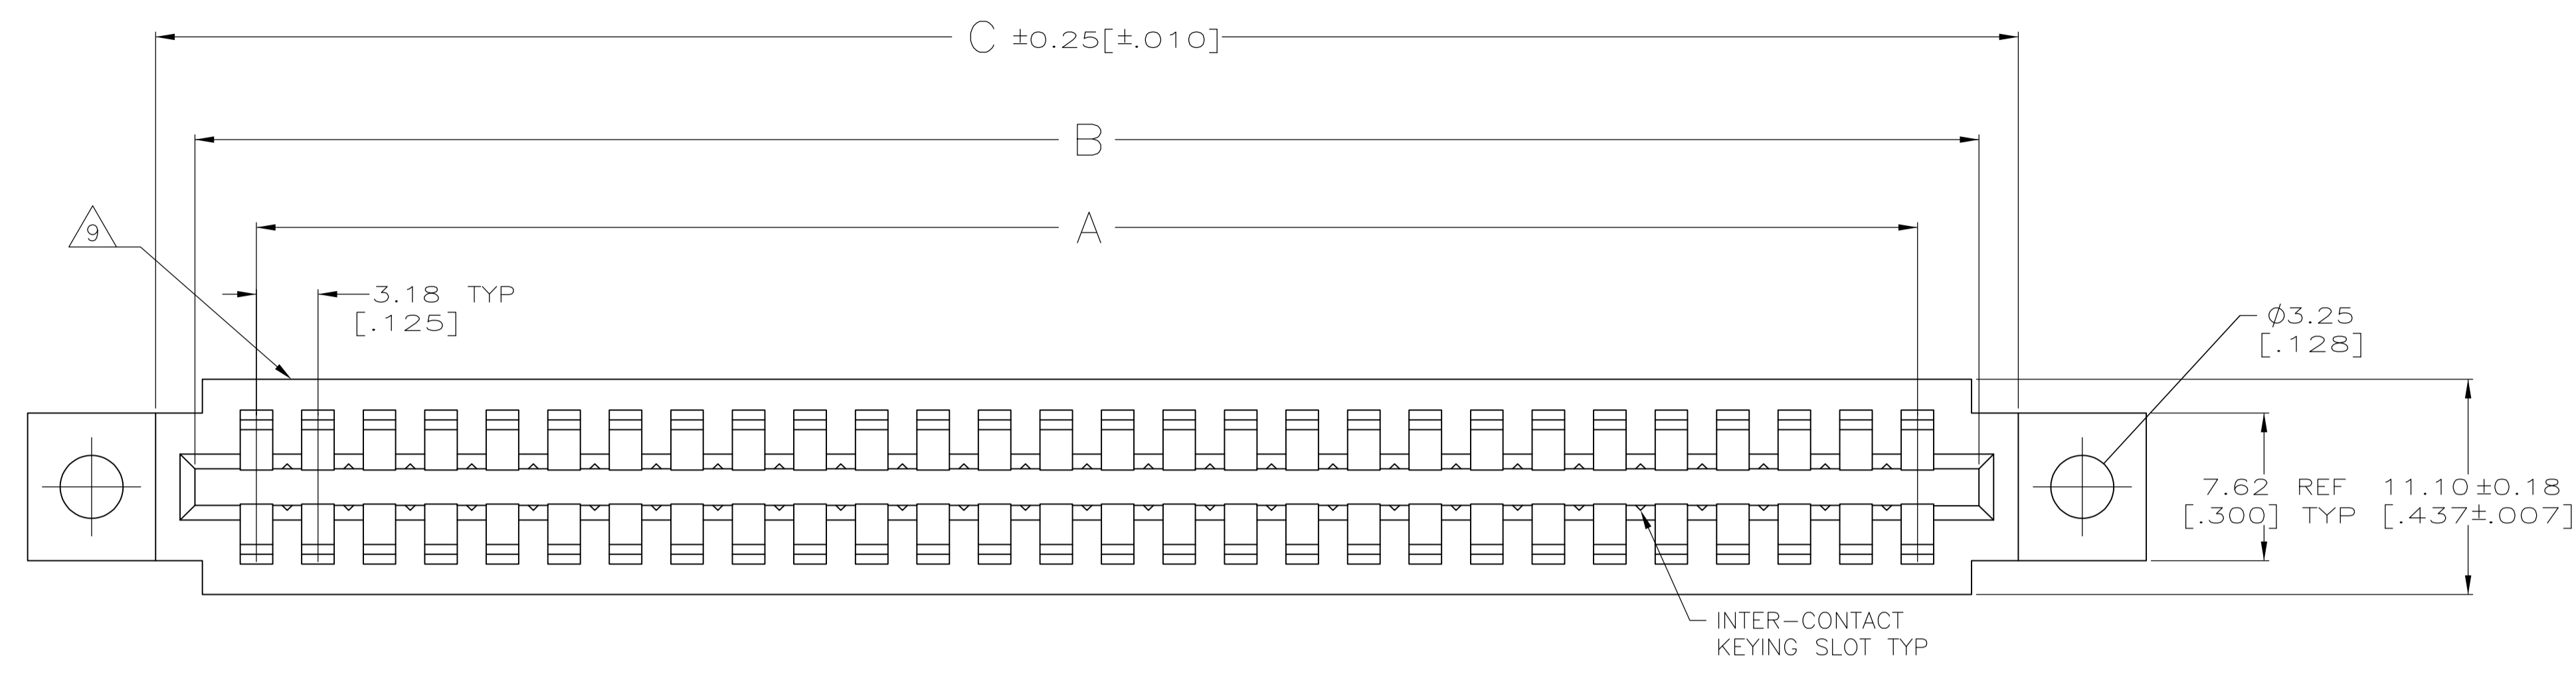 C ±0.25[±.010]
B
A
9
3.18 TYP
[.125]
⌀3.25
[.128]
7.62 REF
[.300] TYP
11.10±0.18
[.437±.007]
INTER-CONTACT
KEYING SLOT TYP